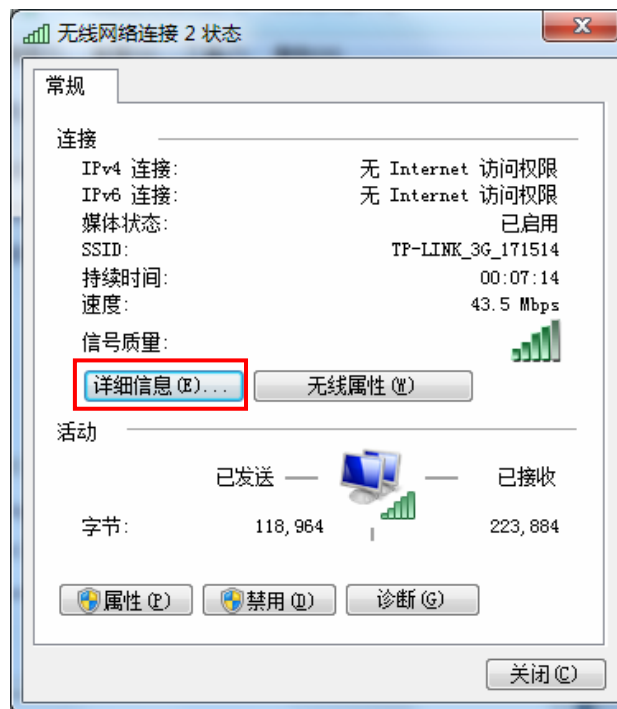 无线网络连接 2 状态
常规
连接
IPv4 连接: 无 Internet 访问权限
IPv6 连接: 无 Internet 访问权限
媒体状态: 已启用
SSID: TP-LINK_3G_171514
持续时间: 00:07:14
速度: 43.5 Mbps
信号质量:
详细信息(E)... 无线属性(W)
活动
已发送 — — 已接收
字节: 118,964 | 223,884
属性(P) 禁用(D) 诊断(G)
关闭(C)